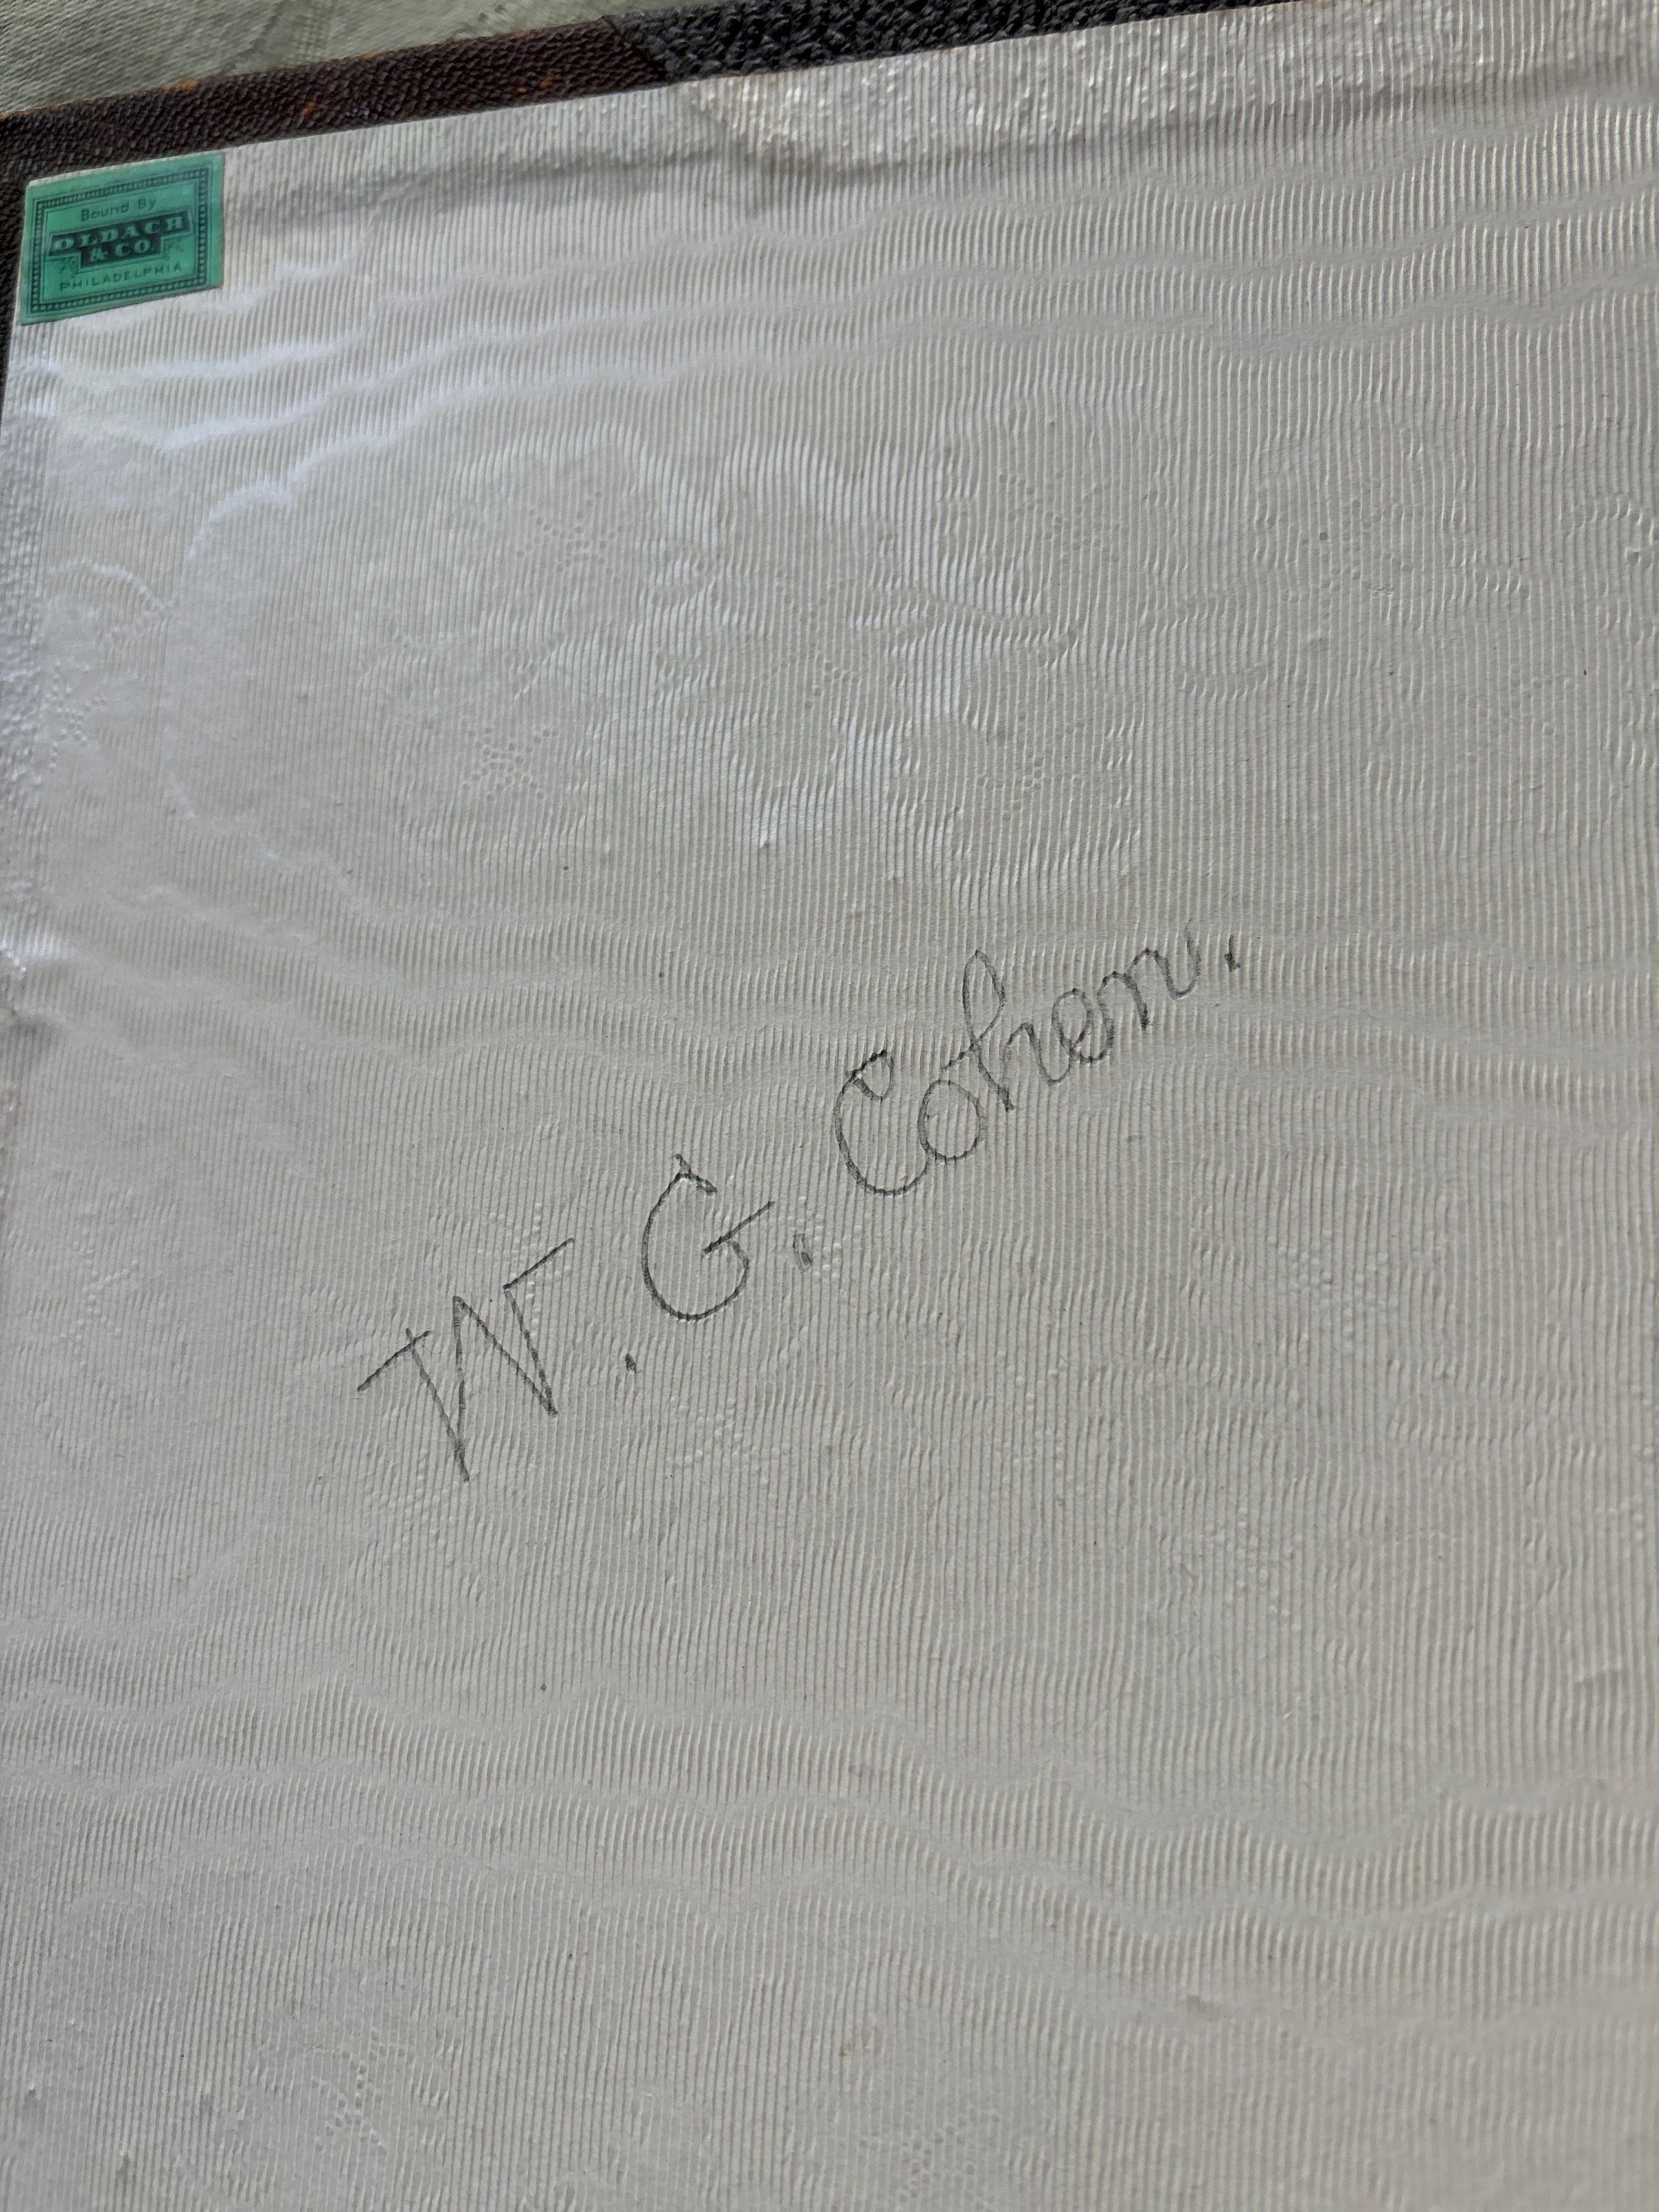 Bound By
OLDACH
& CO.
PHILADELPHIA
W. G. Cohen.